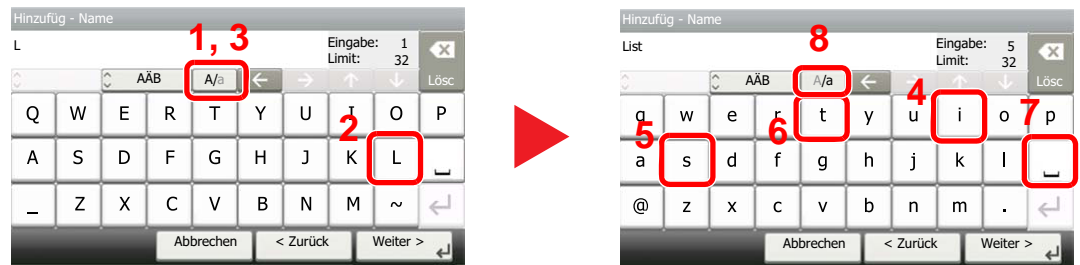 Hinzufüg - Name
L
1, 3
Eingabe: 1
Limit: 32
AÄB
A/a
Lösc
Q W E R T Y U I O P
2
A S D F G H J K L
_ Z X C V B N M ~
Abbrechen < Zurück Weiter >
Hinzufüg - Name
List
8
Eingabe: 5
Limit: 32
AÄB
A/a
Lösc
4
q w e r t y u i o p
5 6 7
a s d f g h j k l
@ z x c v b n m .
Abbrechen < Zurück Weiter >